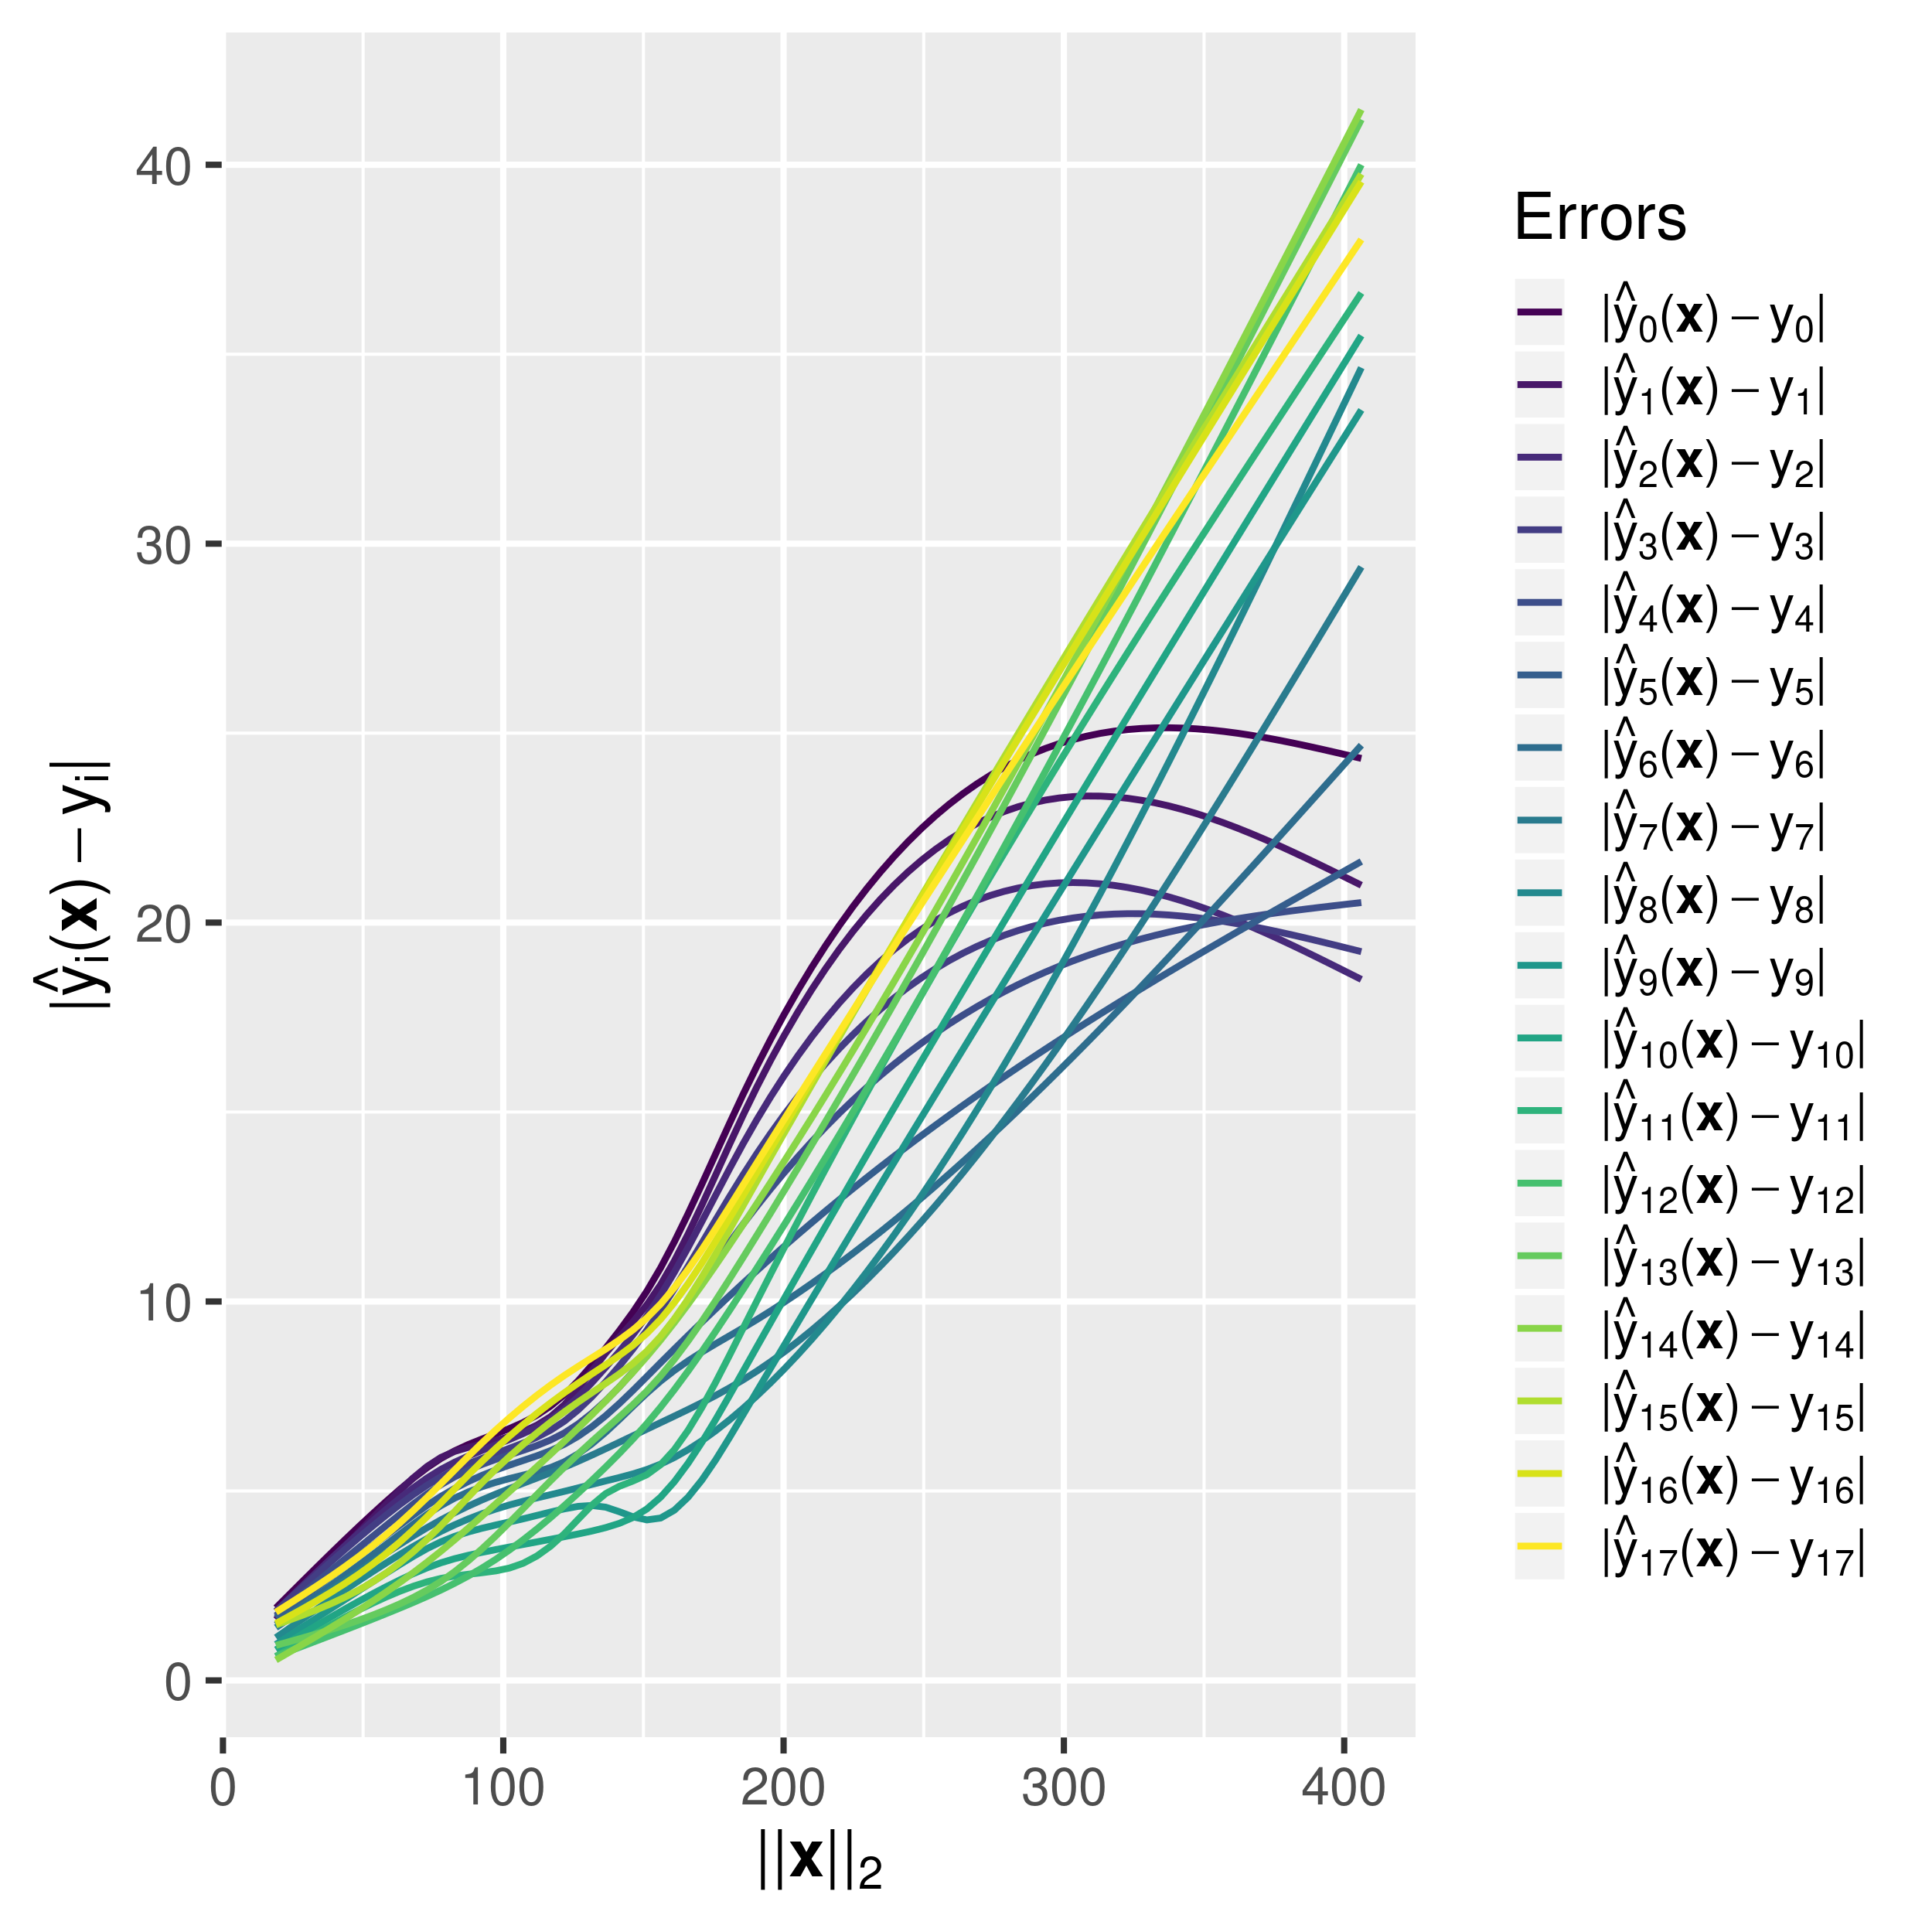 40
30
20
10
0
0 100 200 300 400
||x||₂
|ŷᵢ(x) − yᵢ|
Errors
|ŷ₀(x) − y₀|
|ŷ₁(x) − y₁|
|ŷ₂(x) − y₂|
|ŷ₃(x) − y₃|
|ŷ₄(x) − y₄|
|ŷ₅(x) − y₅|
|ŷ₆(x) − y₆|
|ŷ₇(x) − y₇|
|ŷ₈(x) − y₈|
|ŷ₉(x) − y₉|
|ŷ₁₀(x) − y₁₀|
|ŷ₁₁(x) − y₁₁|
|ŷ₁₂(x) − y₁₂|
|ŷ₁₃(x) − y₁₃|
|ŷ₁₄(x) − y₁₄|
|ŷ₁₅(x) − y₁₅|
|ŷ₁₆(x) − y₁₆|
|ŷ₁₇(x) − y₁₇|